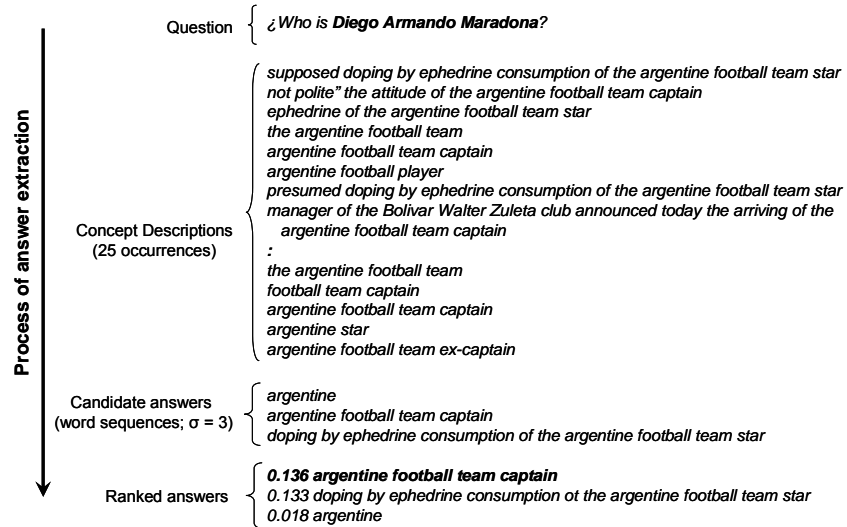 Process of answer extraction
Question
¿Who is Diego Armando Maradona?
Concept Descriptions
(25 occurrences)
supposed doping by ephedrine consumption of the argentine football team star
not polite” the attitude of the argentine football team captain
ephedrine of the argentine football team star
the argentine football team
argentine football team captain
argentine football player
presumed doping by ephedrine consumption of the argentine football team star
manager of the Bolivar Walter Zuleta club announced today the arriving of the
argentine football team captain
:
the argentine football team
football team captain
argentine football team captain
argentine star
argentine football team ex-captain
Candidate answers
(word sequences; σ = 3)
argentine
argentine football team captain
doping by ephedrine consumption of the argentine football team star
Ranked answers
0.136 argentine football team captain
0.133 doping by ephedrine consumption ot the argentine football team star
0.018 argentine